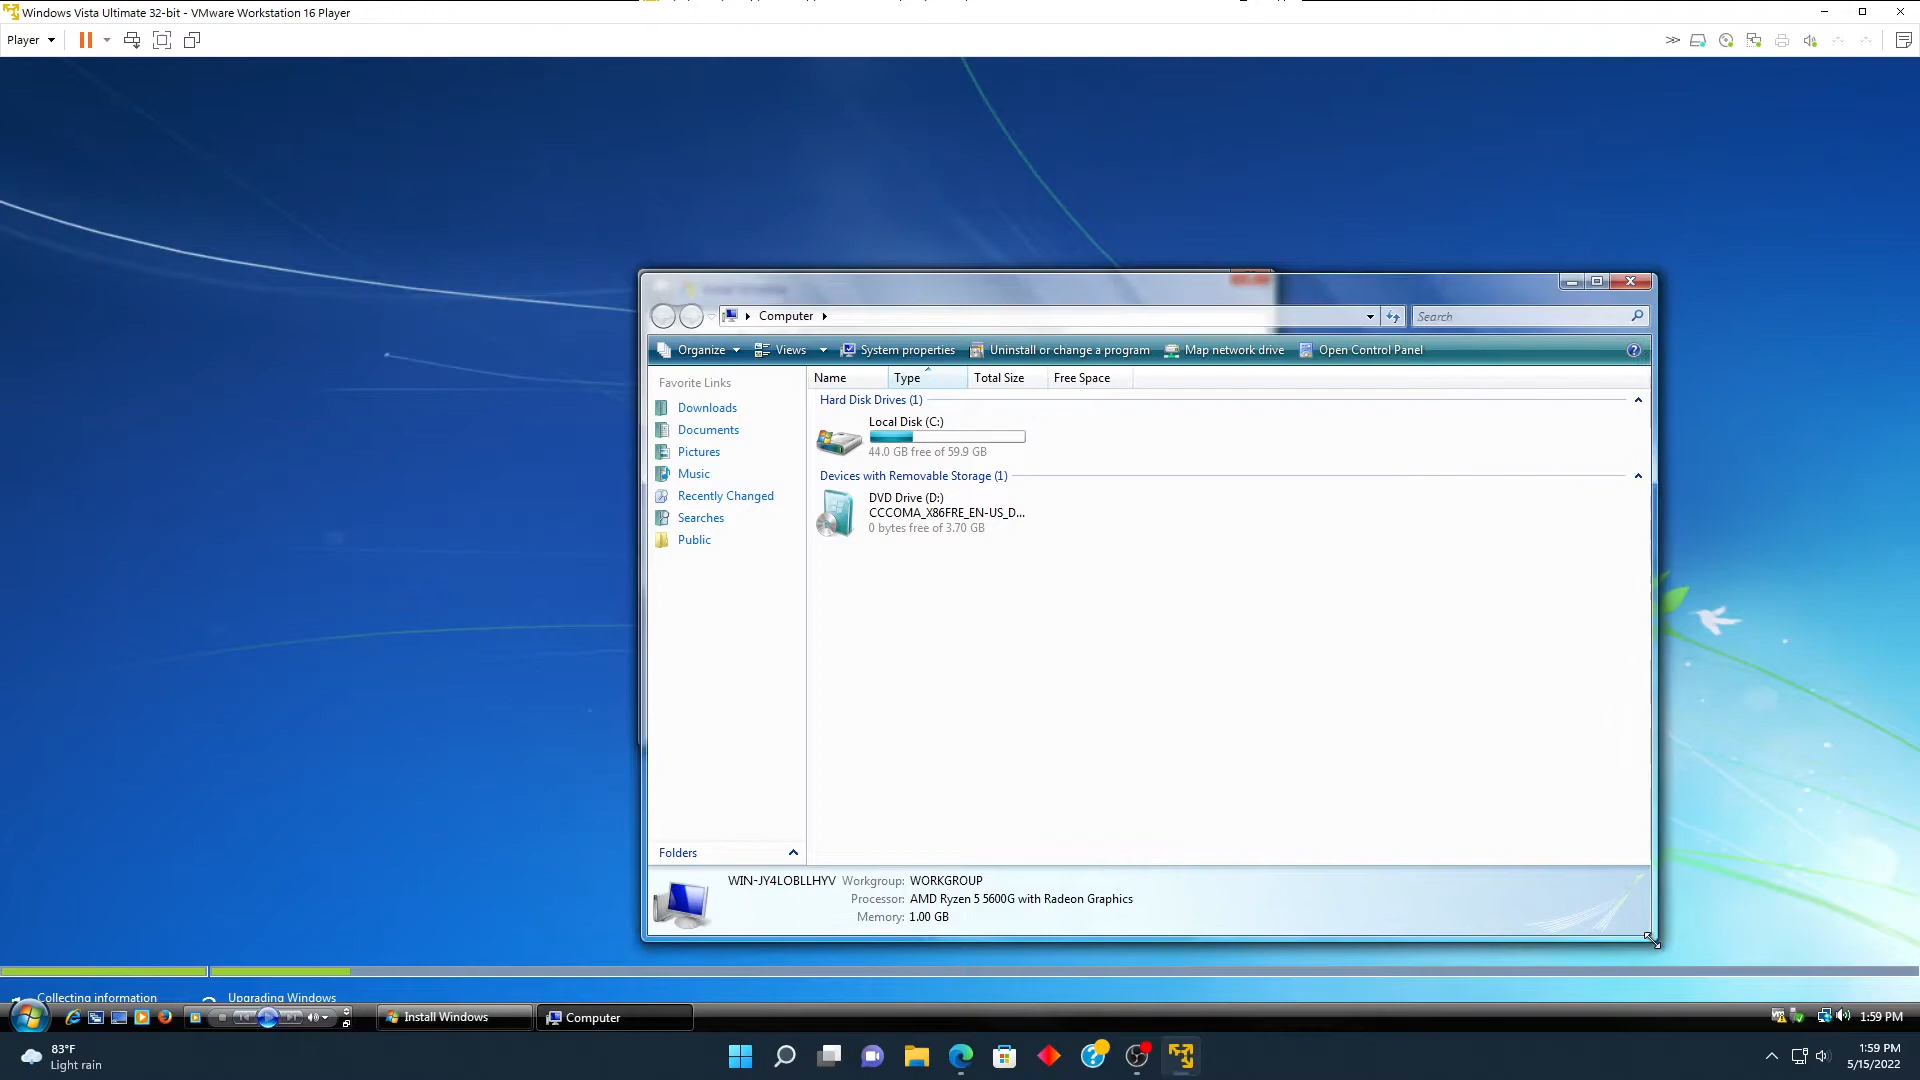 Windows Vista Ultimate 32-bit - VMware Workstation 16 Player
Player
Computer
Search
Organize Views System properties Uninstall or change a program Map network drive Open Control Panel
Favorite Links
Downloads
Documents
Pictures
Music
Recently Changed
Searches
Public
Folders
Name Type Total Size Free Space
Hard Disk Drives (1)
Local Disk (C:)
44.0 GB free of 59.9 GB
Devices with Removable Storage (1)
DVD Drive (D:)
CCCOMA_X86FRE_EN-US_D...
0 bytes free of 3.70 GB
WIN-JY4LOBLLHYV Workgroup: WORKGROUP
Processor: AMD Ryzen 5 5600G with Radeon Graphics
Memory: 1.00 GB
Collecting information Upgrading Windows
Install Windows Computer 1:59 PM
83°F
Light rain
1:59 PM
5/15/2022